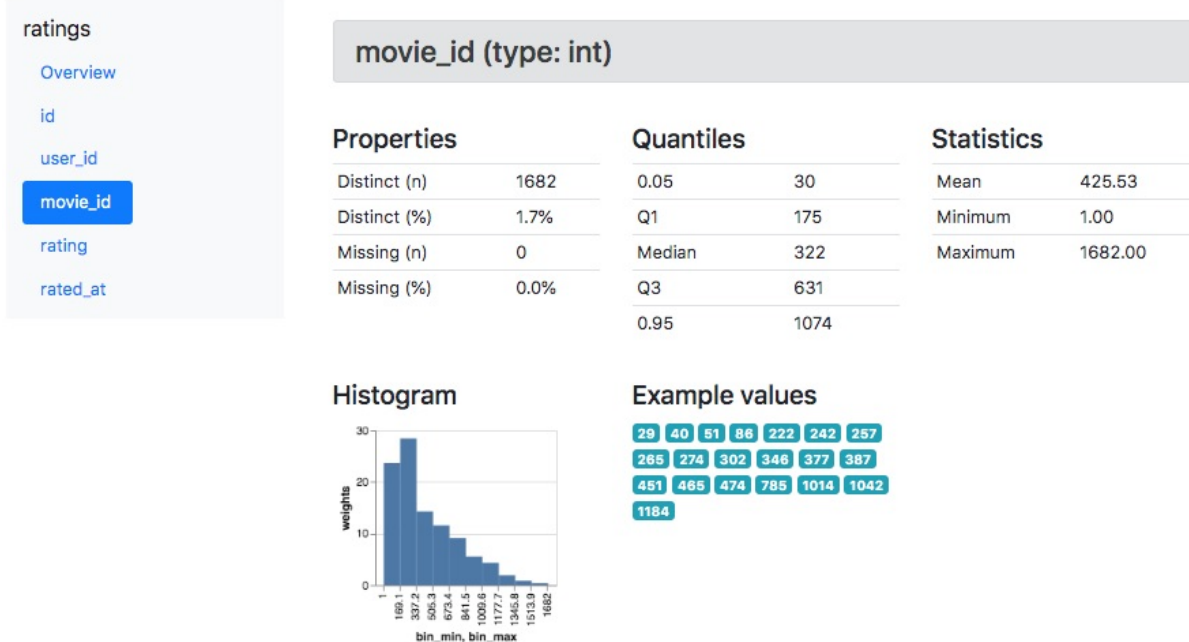 ratings
Overview
id
user_id
movie_id
rating
rated_at
movie_id (type: int)
Properties
Distinct (n) 1682
Distinct (%) 1.7%
Missing (n) 0
Missing (%) 0.0%
Quantiles
0.05 30
Q1 175
Median 322
Q3 631
0.95 1074
Statistics
Mean 425.53
Minimum 1.00
Maximum 1682.00
Histogram
30
20
10
0
weights
1 169.1 337.2 505.3 673.4 841.5 1009.6 1177.7 1345.8 1513.9 1682
bin_min, bin_max
Example values
29 40 51 86 222 242 257
265 274 302 346 377 387
451 465 474 785 1014 1042
1184